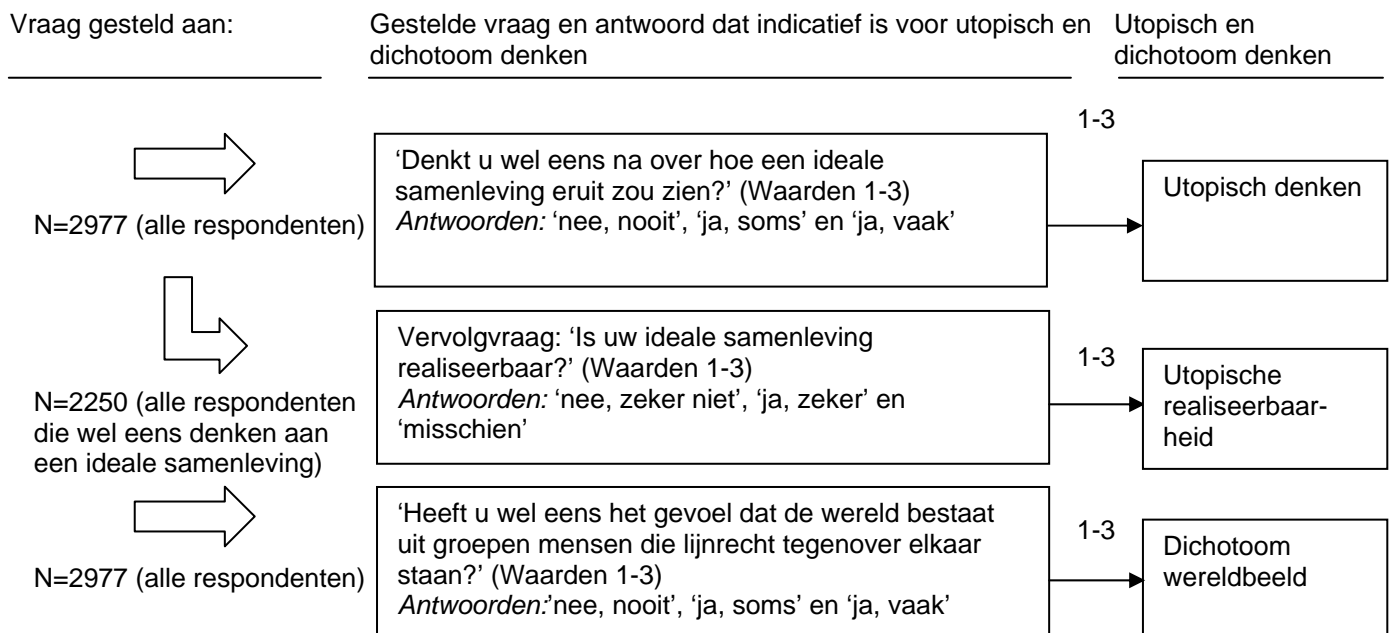 Vraag gesteld aan:
Gestelde vraag en antwoord dat indicatief is voor utopisch en
dichotoom denken
Utopisch en
dichotoom denken
N=2977 (alle respondenten)
‘Denkt u wel eens na over hoe een ideale
samenleving eruit zou zien?’ (Waarden 1-3)
Antwoorden: ‘nee, nooit’, ‘ja, soms’ en ‘ja, vaak’
1-3
Utopisch denken
N=2250 (alle respondenten
die wel eens denken aan
een ideale samenleving)
Vervolgvraag: ‘Is uw ideale samenleving
realiseerbaar?’ (Waarden 1-3)
Antwoorden: ‘nee, zeker niet’, ‘ja, zeker’ en
‘misschien’
1-3
Utopische
realiseerbaar-
heid
N=2977 (alle respondenten)
‘Heeft u wel eens het gevoel dat de wereld bestaat
uit groepen mensen die lijnrecht tegenover elkaar
staan?’ (Waarden 1-3)
Antwoorden:’nee, nooit’, ‘ja, soms’ en ‘ja, vaak’
1-3
Dichotoom
wereldbeeld